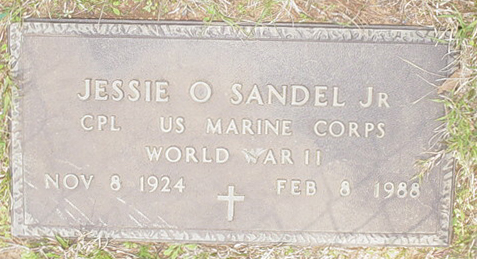 JESSIE O SANDEL JR
CPL US MARINE CORPS
WORLD WAR II
NOV 8 1924 FEB 8 1988